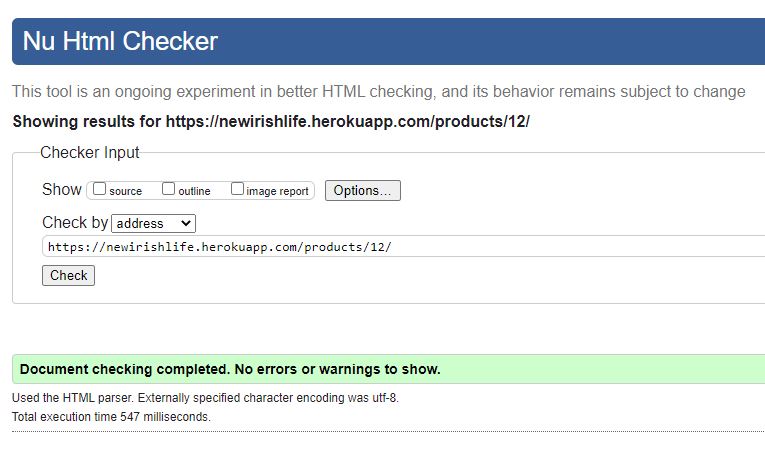 Nu Html Checker
This tool is an ongoing experiment in better HTML checking, and its behavior remains subject to change
Showing results for https://newirishlife.herokuapp.com/products/12/
Checker Input
Show source outline image report Options...
Check by address
https://newirishlife.herokuapp.com/products/12/
Check
Document checking completed. No errors or warnings to show.
Used the HTML parser. Externally specified character encoding was utf-8.
Total execution time 547 milliseconds.